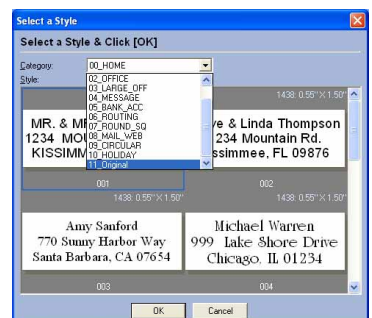 Select a Style
Select a Style & Click [OK]
Category: 00_HOME
Style:
02_OFFICE
03_LARGE_OFF
04_MESSAGE
05_BANK_ACC
06_ROUTING
07_ROUND_SQ
08_MAIL_WEB
09_CIRCULAR
10_HOLIDAY
11_Original
1438: 0.55"X 1.50"
MR. & M
1234 MO
KISSIMM
e & Linda Thompson
234 Mountain Rd.
ssimmee, FL 09876
001
002
1438: 0.55"X 1.50"
1438: 0.55"X 1.50"
Amy Sanford
770 Sunny Harbor Way
Santa Barbara, CA 07654
Michael Warren
999 Lake Shore Drive
Chicago, IL 01234
003
004
OK
Cancel